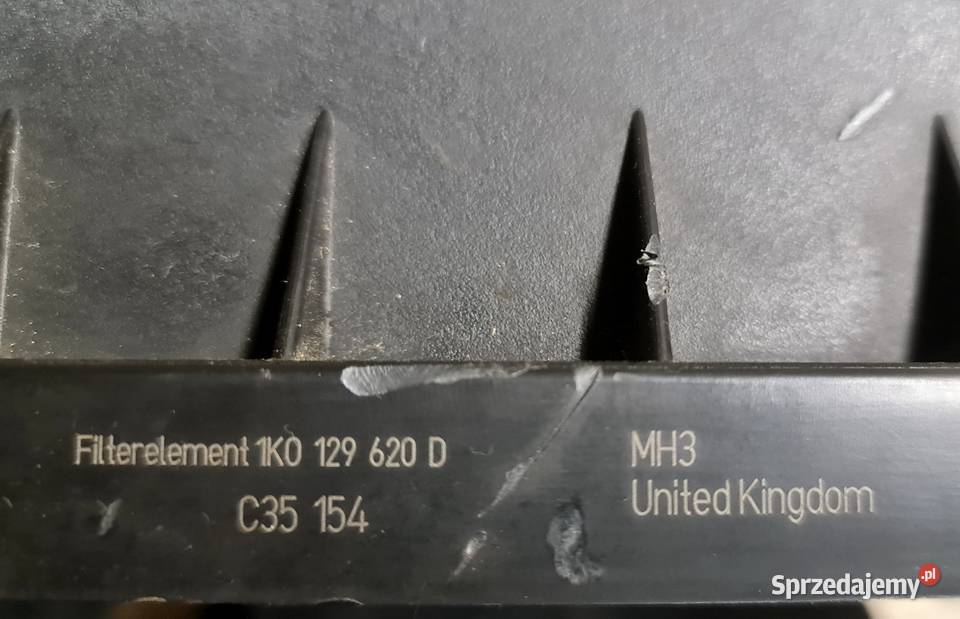 Filterelement 1K0 129 620 D
C35 154
MH3
United Kingdom
Sprzedajemy.pl